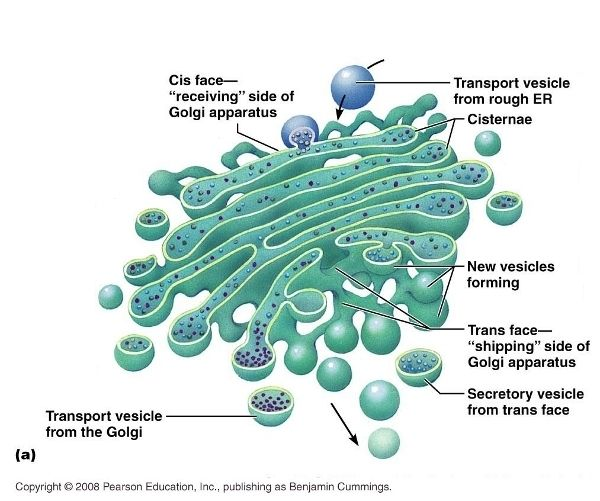 Cis face—
“receiving” side of
Golgi apparatus
Transport vesicle
from rough ER
Cisternae
New vesicles
forming
Trans face—
“shipping” side of
Golgi apparatus
Secretory vesicle
from trans face
Transport vesicle
from the Golgi
(a)
Copyright © 2008 Pearson Education, Inc., publishing as Benjamin Cummings.